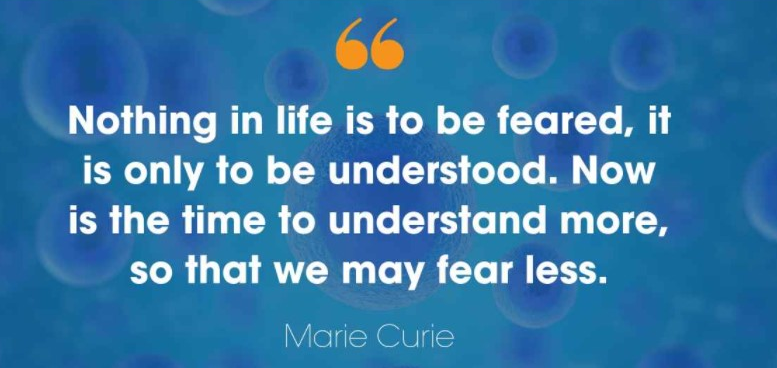 “
Nothing in life is to be feared, it
is only to be understood. Now
is the time to understand more,
so that we may fear less.
Marie Curie